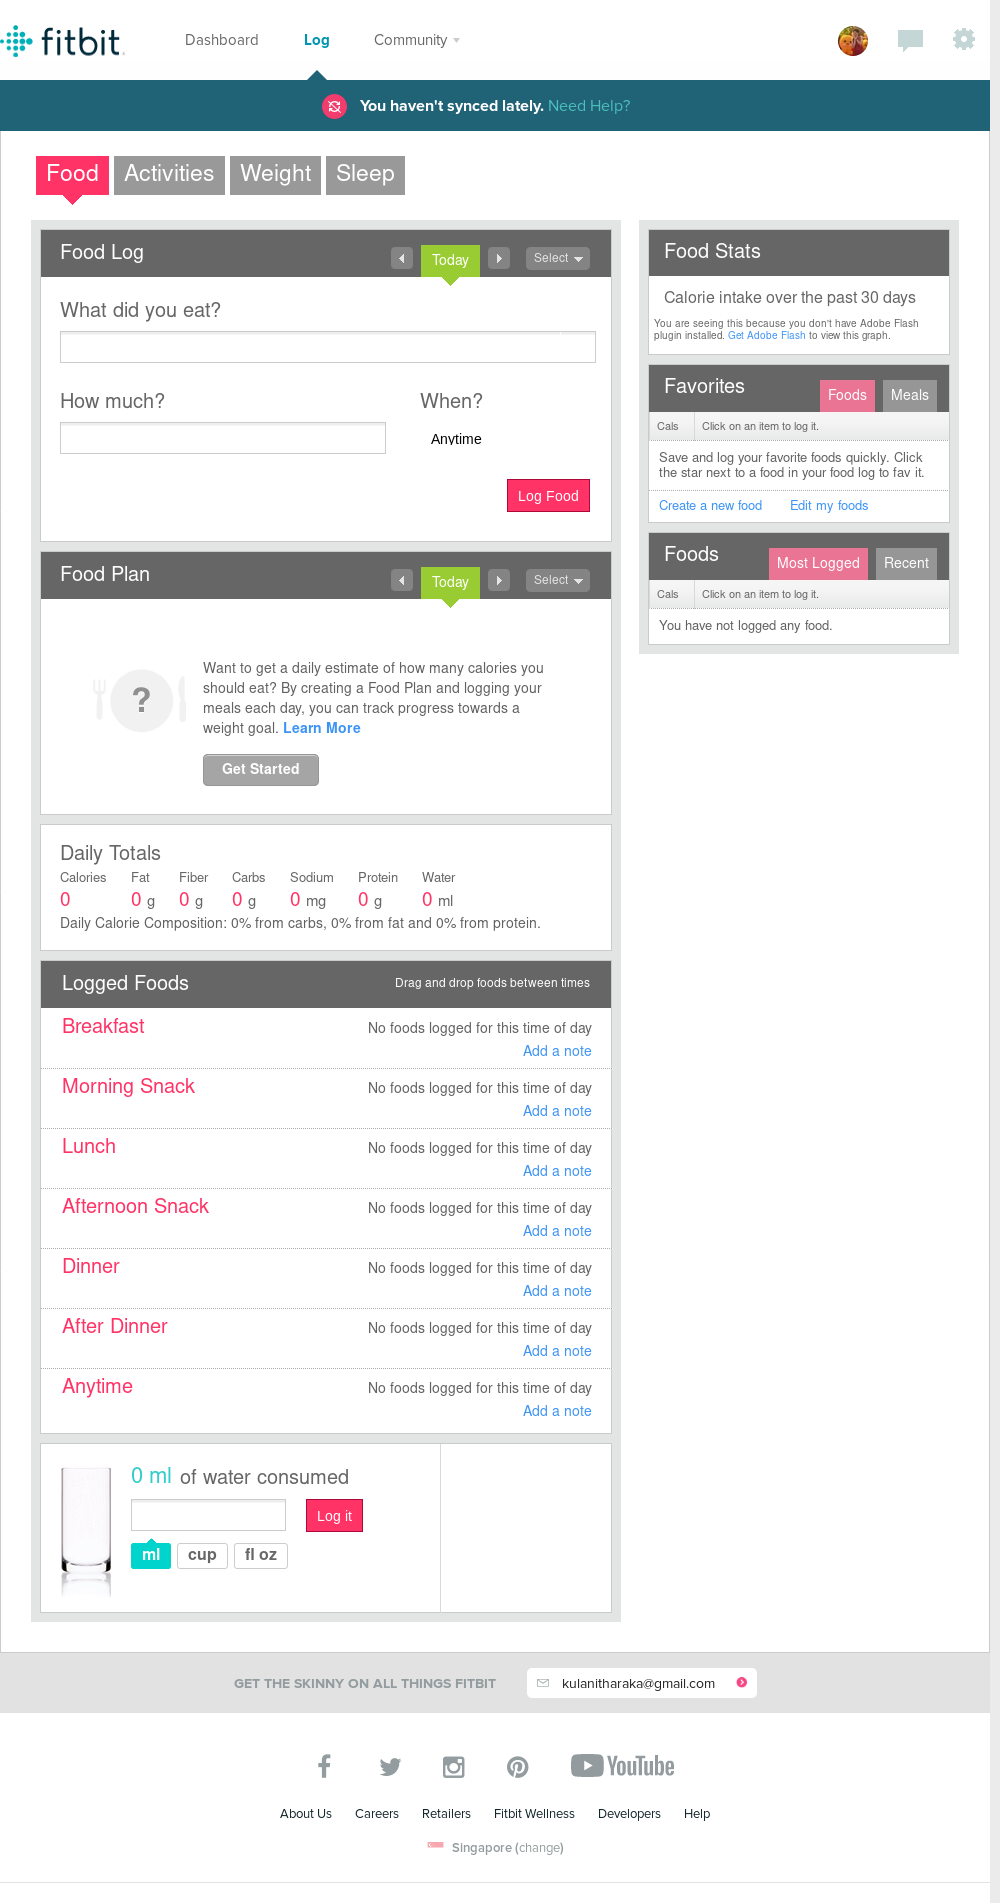 fitbit
Dashboard Log Community
You haven't synced lately. Need Help?
Food Activities Weight Sleep
Food Log Today Select
What did you eat?
How much? When?
Anytime
Log Food
Food Plan Today Select
?
Want to get a daily estimate of how many calories you
should eat? By creating a Food Plan and logging your
meals each day, you can track progress towards a
weight goal. Learn More
Get Started
Daily Totals
Calories Fat Fiber Carbs Sodium Protein Water
0 0 g 0 g 0 g 0 mg 0 g 0 ml
Daily Calorie Composition: 0% from carbs, 0% from fat and 0% from protein.
Logged Foods Drag and drop foods between times
Breakfast No foods logged for this time of day
Add a note
Morning Snack No foods logged for this time of day
Add a note
Lunch No foods logged for this time of day
Add a note
Afternoon Snack No foods logged for this time of day
Add a note
Dinner No foods logged for this time of day
Add a note
After Dinner No foods logged for this time of day
Add a note
Anytime No foods logged for this time of day
Add a note
0 ml of water consumed
Log it
ml cup fl oz
Food Stats
Calorie intake over the past 30 days
You are seeing this because you don't have Adobe Flash
plugin installed. Get Adobe Flash to view this graph.
Favorites Foods Meals
Cals Click on an item to log it.
Save and log your favorite foods quickly. Click
the star next to a food in your food log to fav it.
Create a new food Edit my foods
Foods Most Logged Recent
Cals Click on an item to log it.
You have not logged any food.
GET THE SKINNY ON ALL THINGS FITBIT kulanitharaka@gmail.com
YouTube
About Us Careers Retailers Fitbit Wellness Developers Help
Singapore (change)